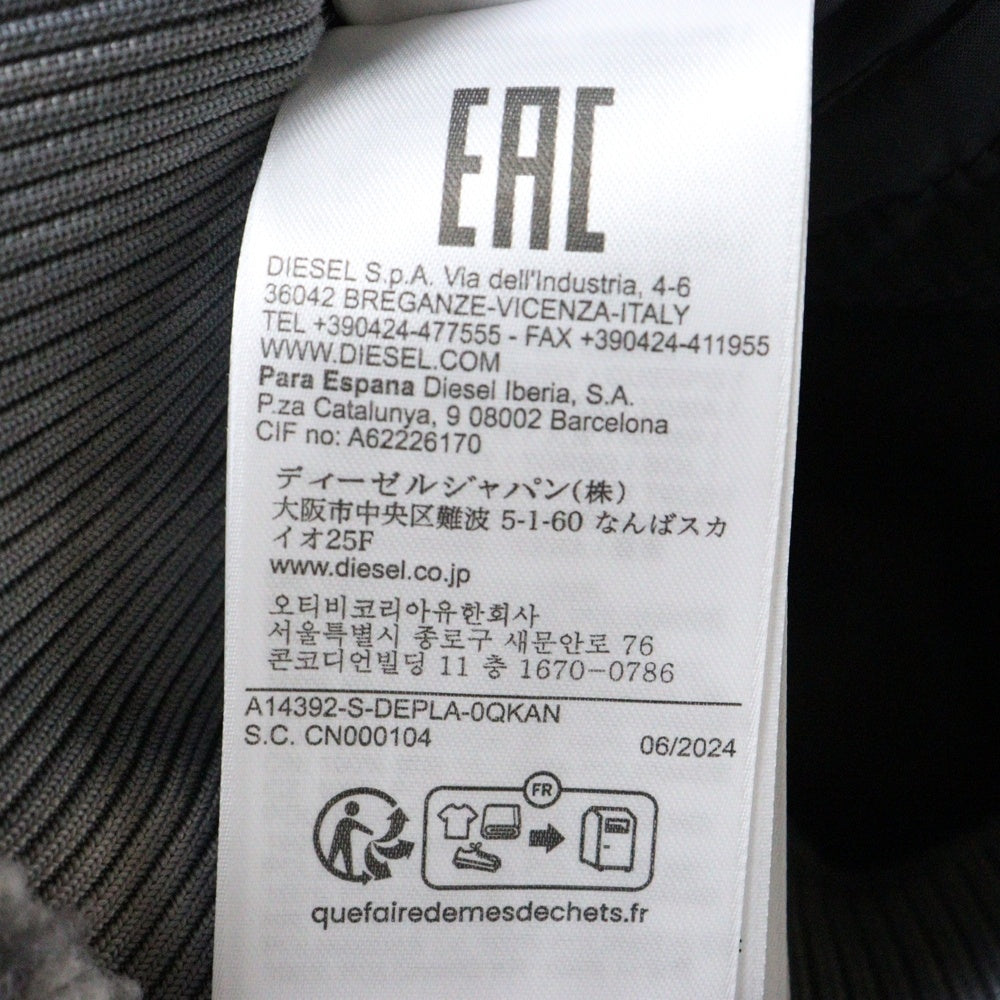 EAC
DIESEL S.p.A. Via dell'Industria, 4-6
36042 BREGANZE-VICENZA-ITALY
TEL +390424-477555 - FAX +390424-411955
WWW.DIESEL.COM
Para Espana Diesel Iberia, S.A.
P.za Catalunya, 9 08002 Barcelona
CIF no: A62226170
ディーゼルジャパン(株)
大阪市中央区難波 5-1-60 なんばスカ
イオ25F
www.diesel.co.jp
오티비코리아유한회사
서울특별시 종로구 새문안로 76
콘코디언빌딩 11 층 1670-0786
A14392-S-DEPLA-0QKAN
S.C. CN000104
06/2024
FR
quefairedemesdechets.fr